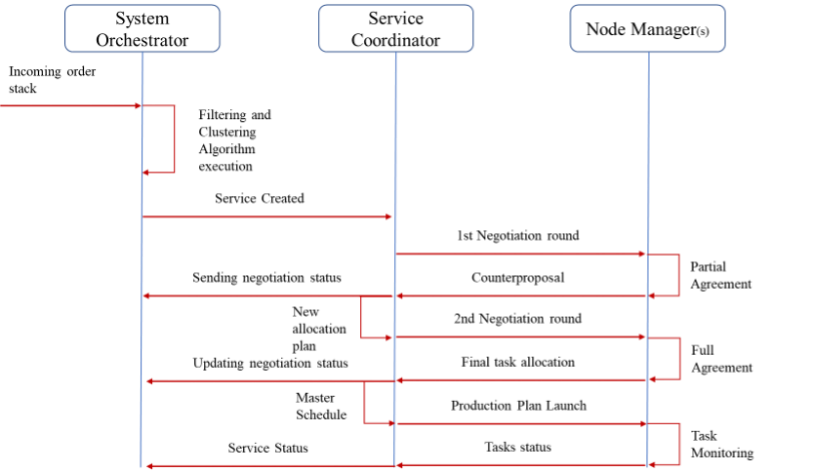 System
Orchestrator
Service
Coordinator
Node Manager(s)
Incoming order
stack
Filtering and
Clustering
Algorithm
execution
Service Created
1st Negotiation round
Partial
Agreement
Sending negotiation status
Counterproposal
New
allocation
plan
2nd Negotiation round
Full
Agreement
Updating negotiation status
Final task allocation
Master
Schedule
Production Plan Launch
Task
Monitoring
Service Status
Tasks status